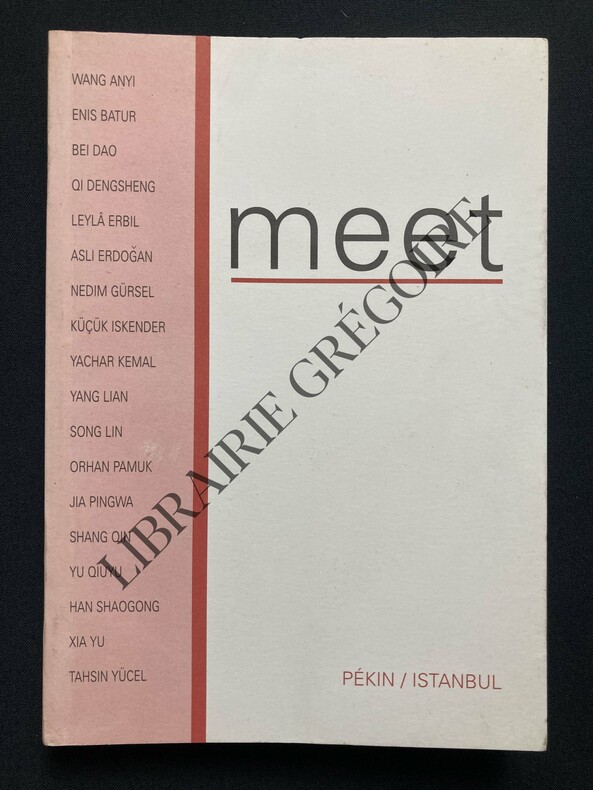 WANG ANYI
ENIS BATUR
BEI DAO
QI DENGSHENG
LEYLÂ ERBIL
ASLI ERDOĞAN
NEDIM GÜRSEL
KÜÇÜK ISKENDER
YACHAR KEMAL
YANG LIAN
SONG LIN
ORHAN PAMUK
JIA PINGWA
SHANG QIN
YU QIUYU
HAN SHAOGONG
XIA YU
TAHSIN YÜCEL
meet
PÉKIN / ISTANBUL
LIBRAIRIE GRÉGOIRE